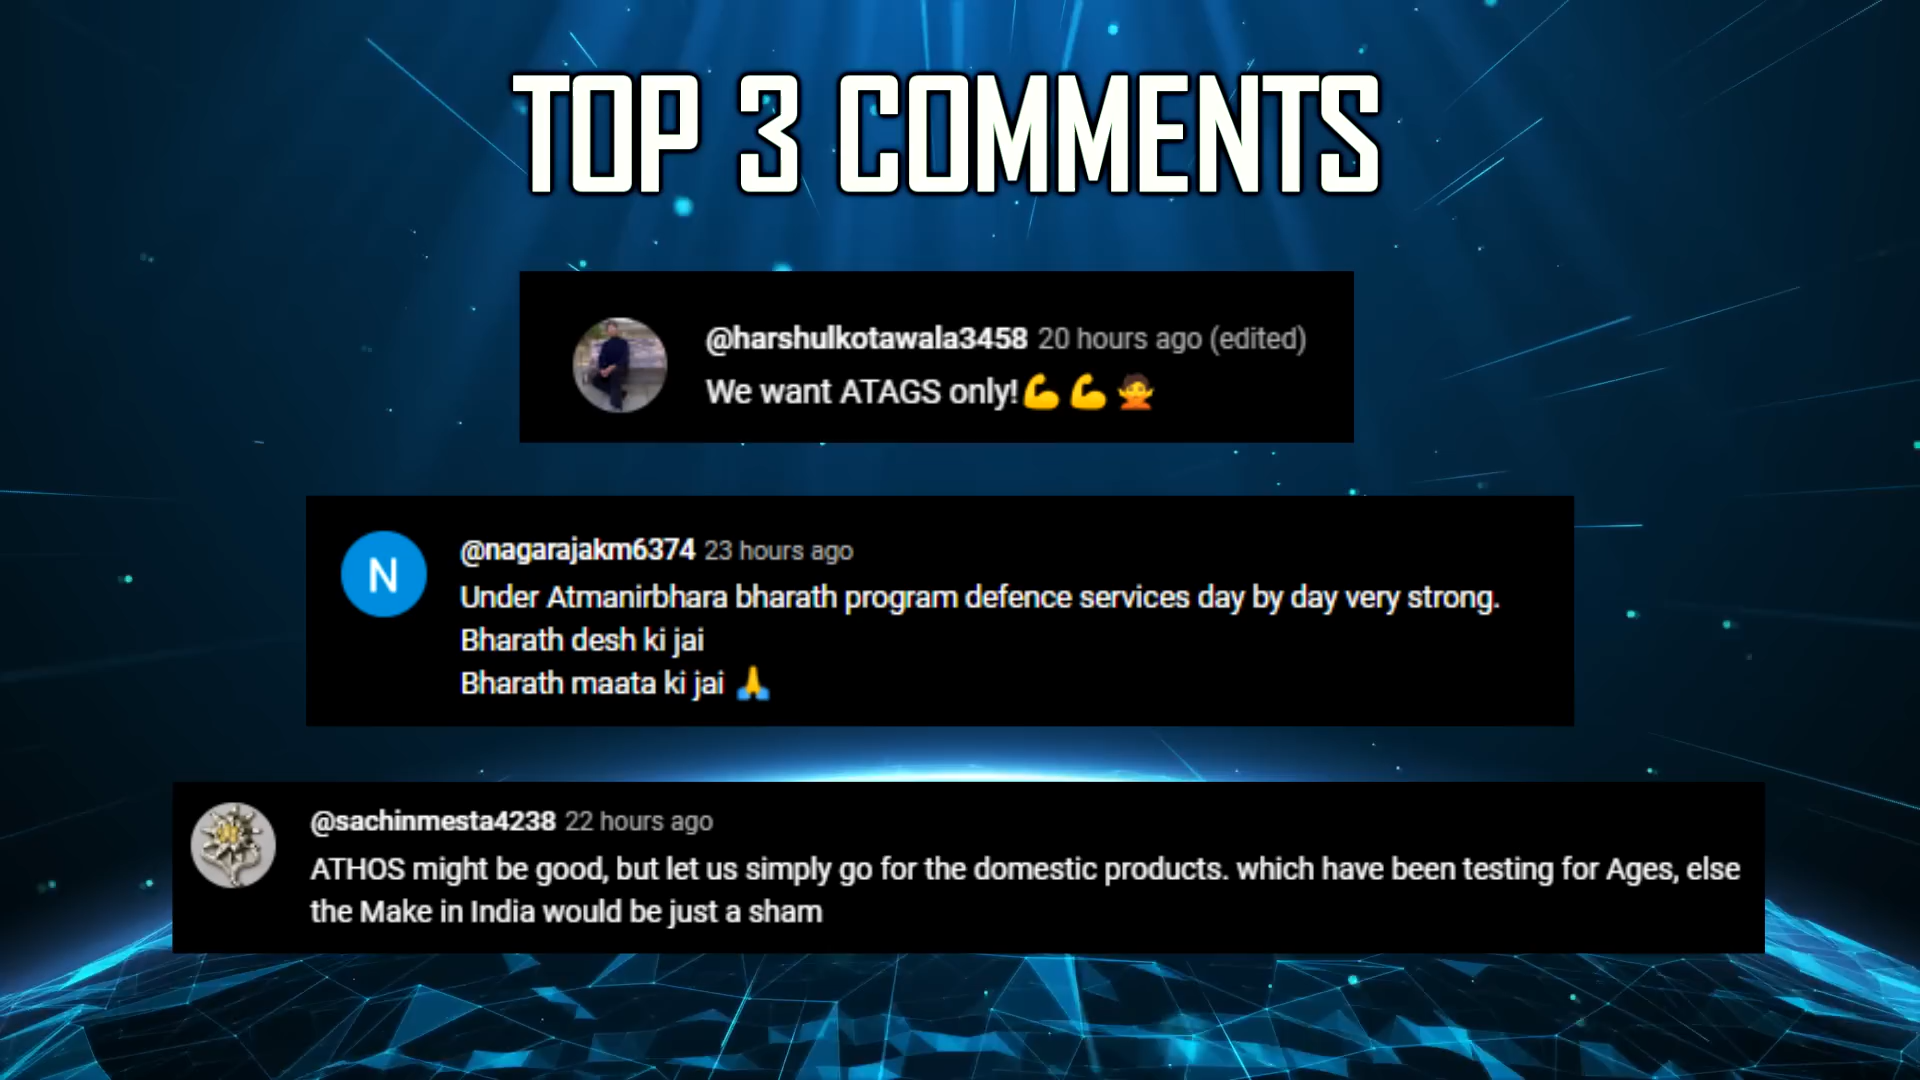 TOP 3 COMMENTS
@harshulkotawala3458 20 hours ago (edited)
We want ATAGS only!💪💪🙅
N
@nagarajakm6374 23 hours ago
Under Atmanirbhara bharath program defence services day by day very strong.
Bharath desh ki jai
Bharath maata ki jai 🙏
@sachinmesta4238 22 hours ago
ATHOS might be good, but let us simply go for the domestic products. which have been testing for Ages, else
the Make in India would be just a sham